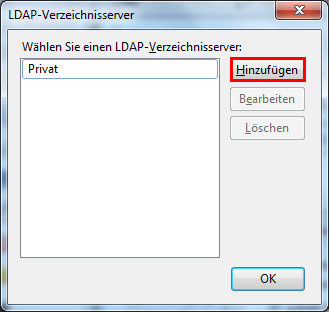 LDAP-Verzeichnisserver
Wählen Sie einen LDAP-Verzeichnisserver:
Privat
Hinzufügen
Bearbeiten
Löschen
OK